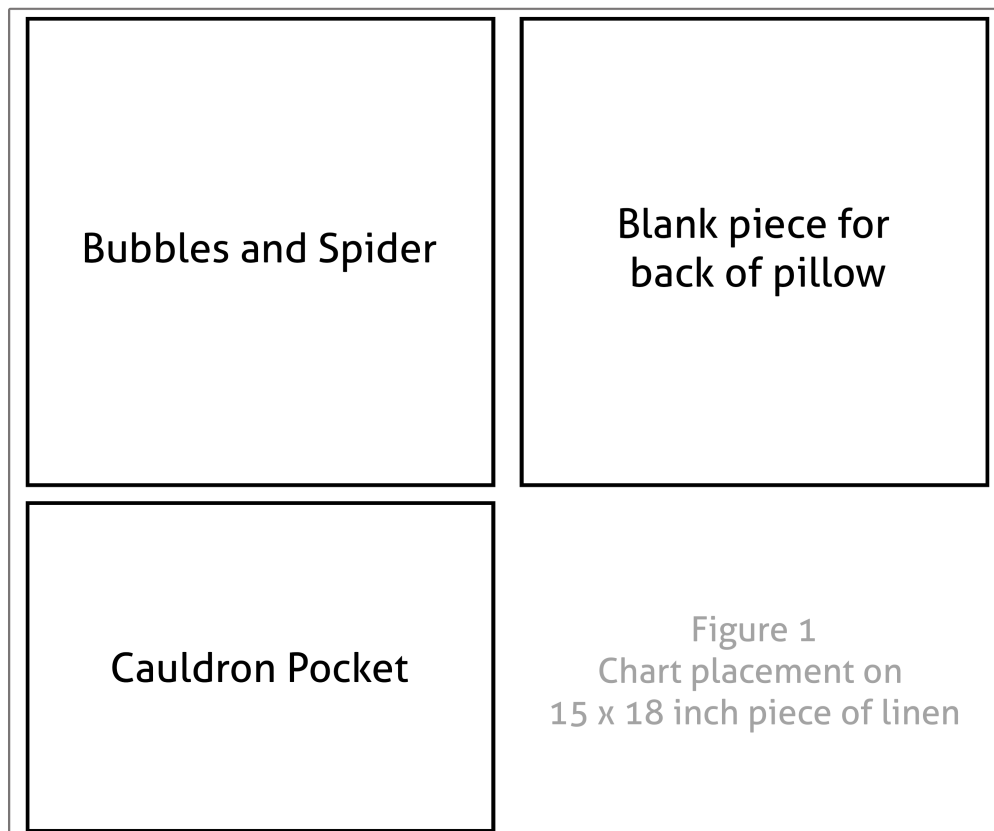 Bubbles and Spider
Blank piece for
back of pillow
Cauldron Pocket
Figure 1
Chart placement on
15 x 18 inch piece of linen